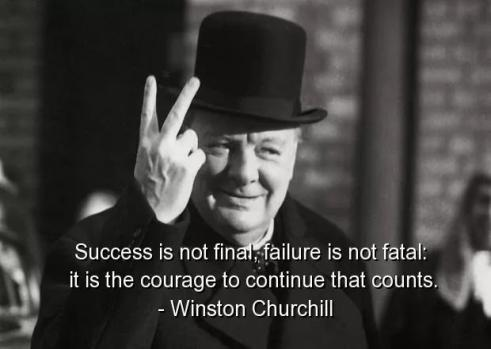 Success is not final, failure is not fatal:
it is the courage to continue that counts.
- Winston Churchill